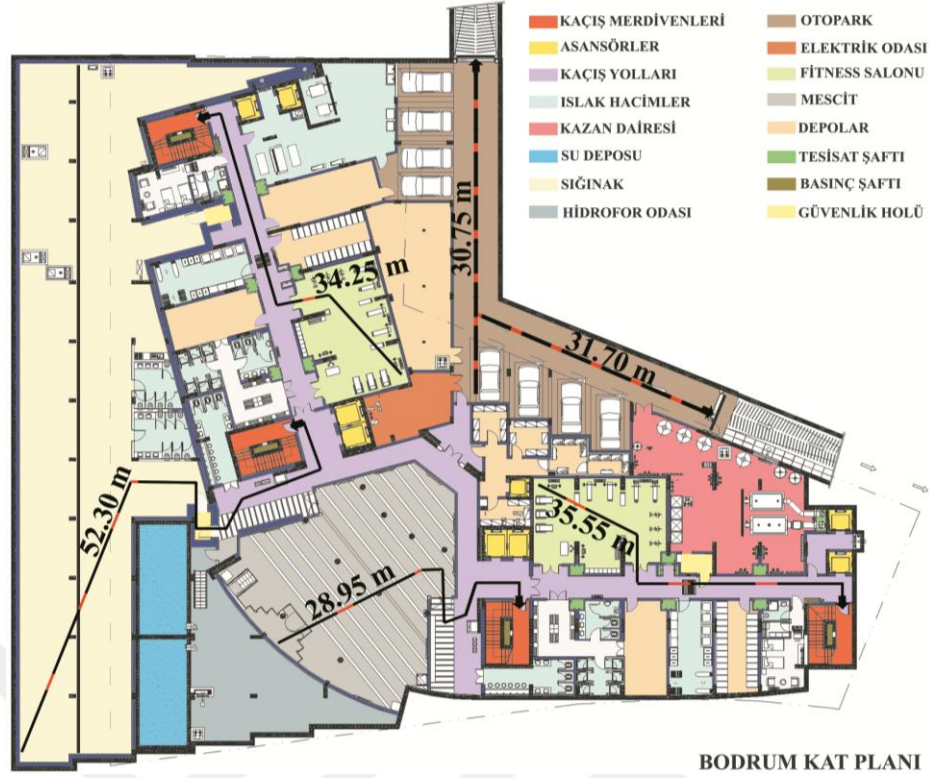 KAÇIŞ MERDİVENLERİ
ASANSÖRLER
KAÇIŞ YOLLARI
ISLAK HACİMLER
KAZAN DAİRESİ
SU DEPOSU
SIĞINAK
HİDROFOR ODASI
OTOPARK
ELEKTRİK ODASI
FİTNESS SALONU
MESCİT
DEPOLAR
TESİSAT ŞAFTI
BASINÇ ŞAFTI
GÜVENLİK HOLÜ
30.75 m
34.25 m
31.70 m
52.30 m
35.55 m
28.95 m
BODRUM KAT PLANI